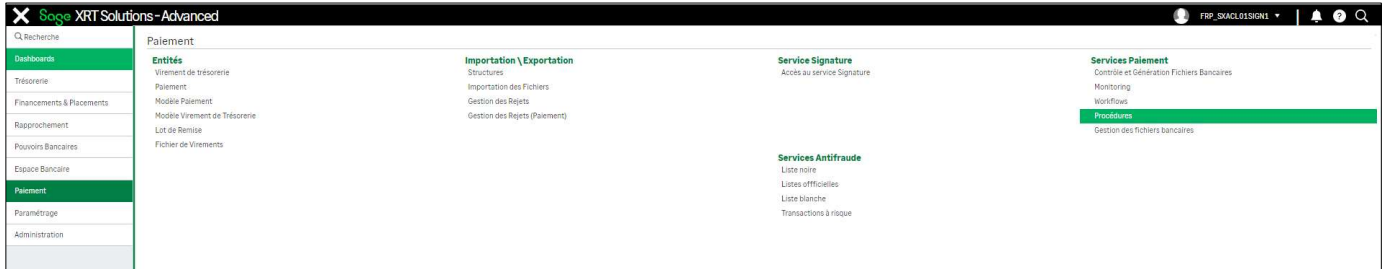 Sage XRT Solutions - Advanced
FRP_SXACL01SIGN1
Recherche
Dashboards
Trésorerie
Financements & Placements
Rapprochement
Pouvoirs Bancaires
Espace Bancaire
Paiement
Paramétrage
Administration
Paiement
Entités
Virement de trésorerie
Paiement
Modèle Paiement
Modèle Virement de Trésorerie
Lot de Remise
Fichier de Virements
Importation \ Exportation
Structures
Importation des Fichiers
Gestion des Rejets
Gestion des Rejets (Paiement)
Service Signature
Accès au service Signature
Services Antifraude
Liste noire
Listes offficielles
Liste blanche
Transactions à risque
Services Paiement
Contrôle et Génération Fichiers Bancaires
Monitoring
Workflows
Procédures
Gestion des fichiers bancaires